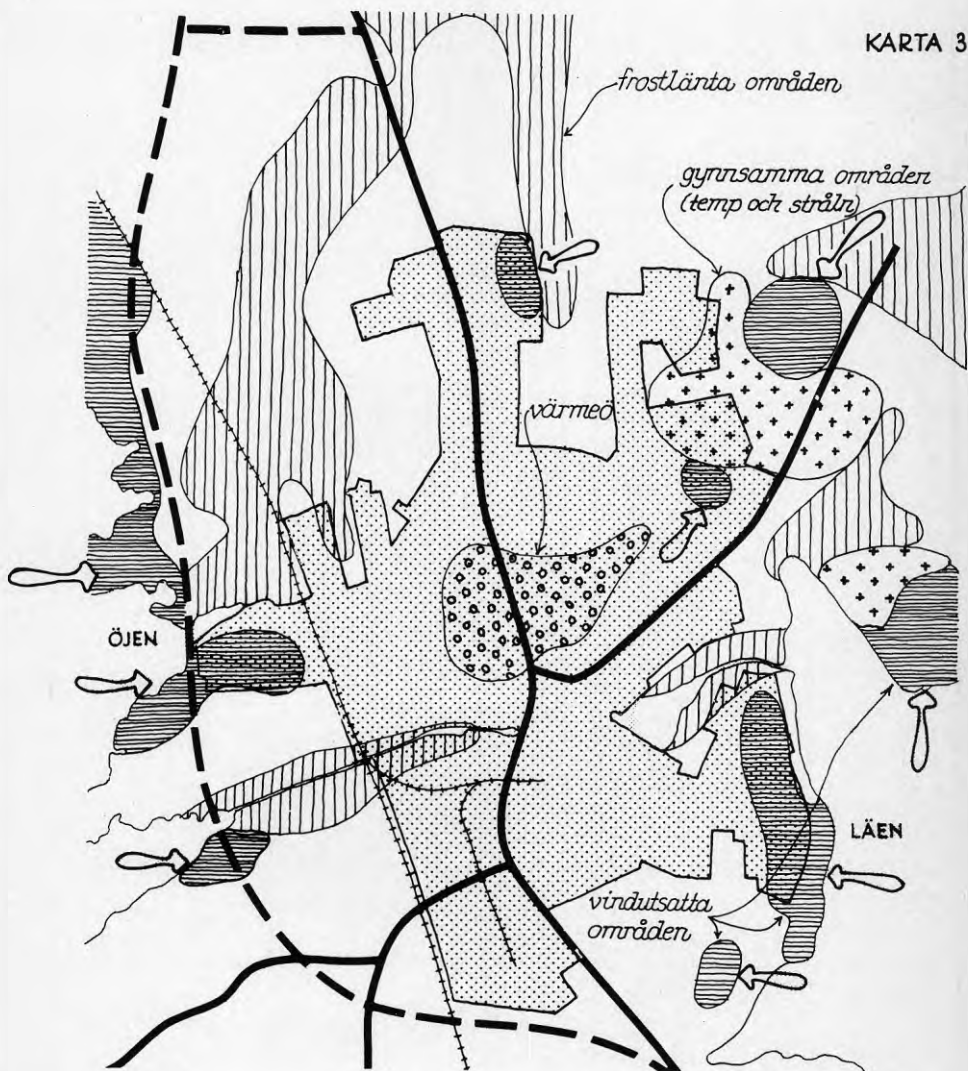 KARTA 3
frostlänta områden
gynnsamma områden
(temp och stråln)
värmeö
ÖJEN
LÄEN
vindutsatta
områden